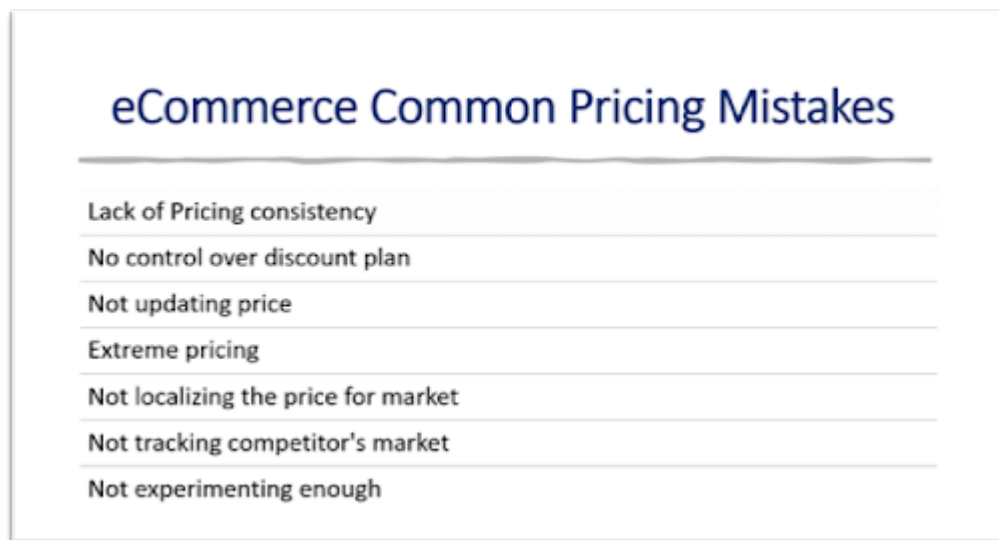 eCommerce Common Pricing Mistakes
Lack of Pricing consistency
No control over discount plan
Not updating price
Extreme pricing
Not localizing the price for market
Not tracking competitor's market
Not experimenting enough